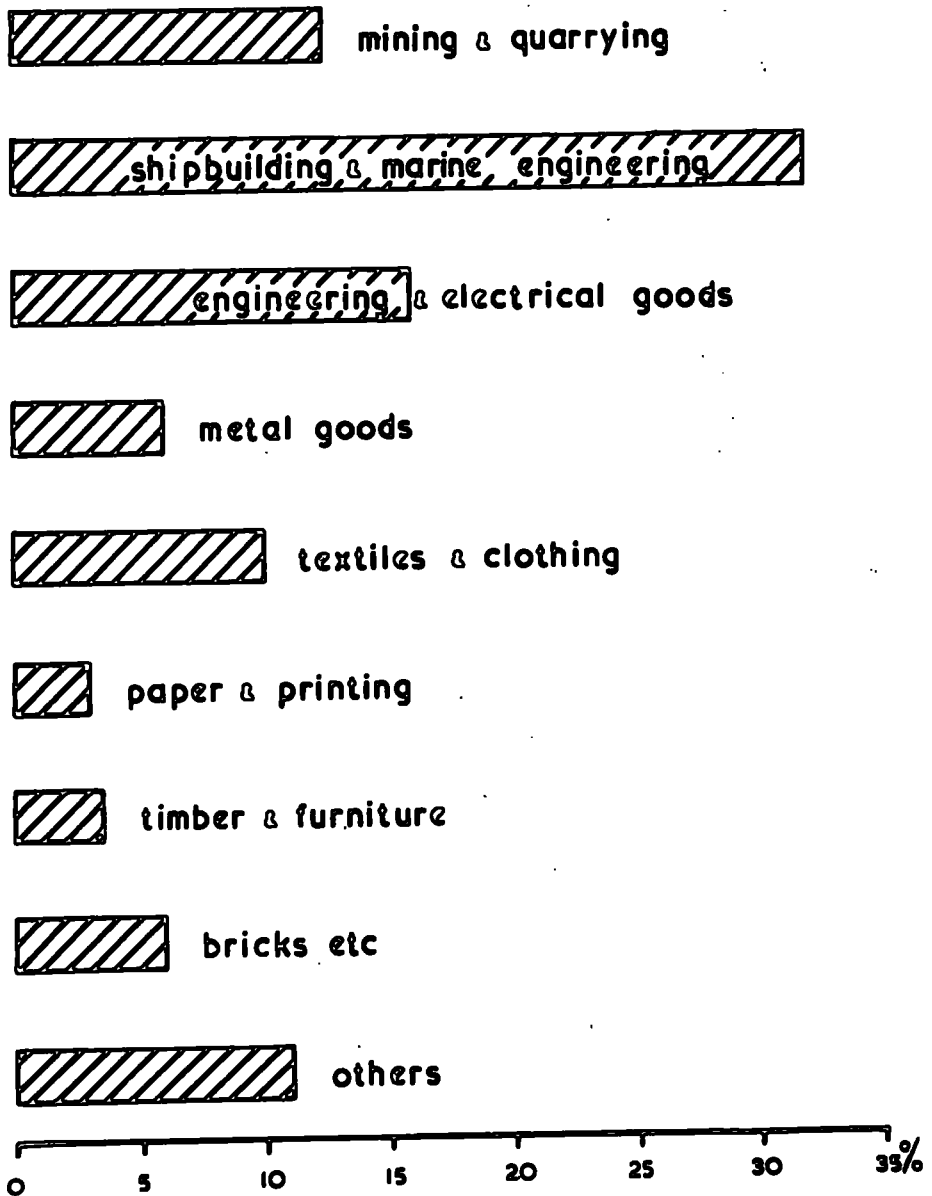 mining & quarrying
shipbuilding & marine engineering
engineering & electrical goods
metal goods
textiles & clothing
paper & printing
timber & furniture
bricks etc
others
0 5 10 15 20 25 30 35%